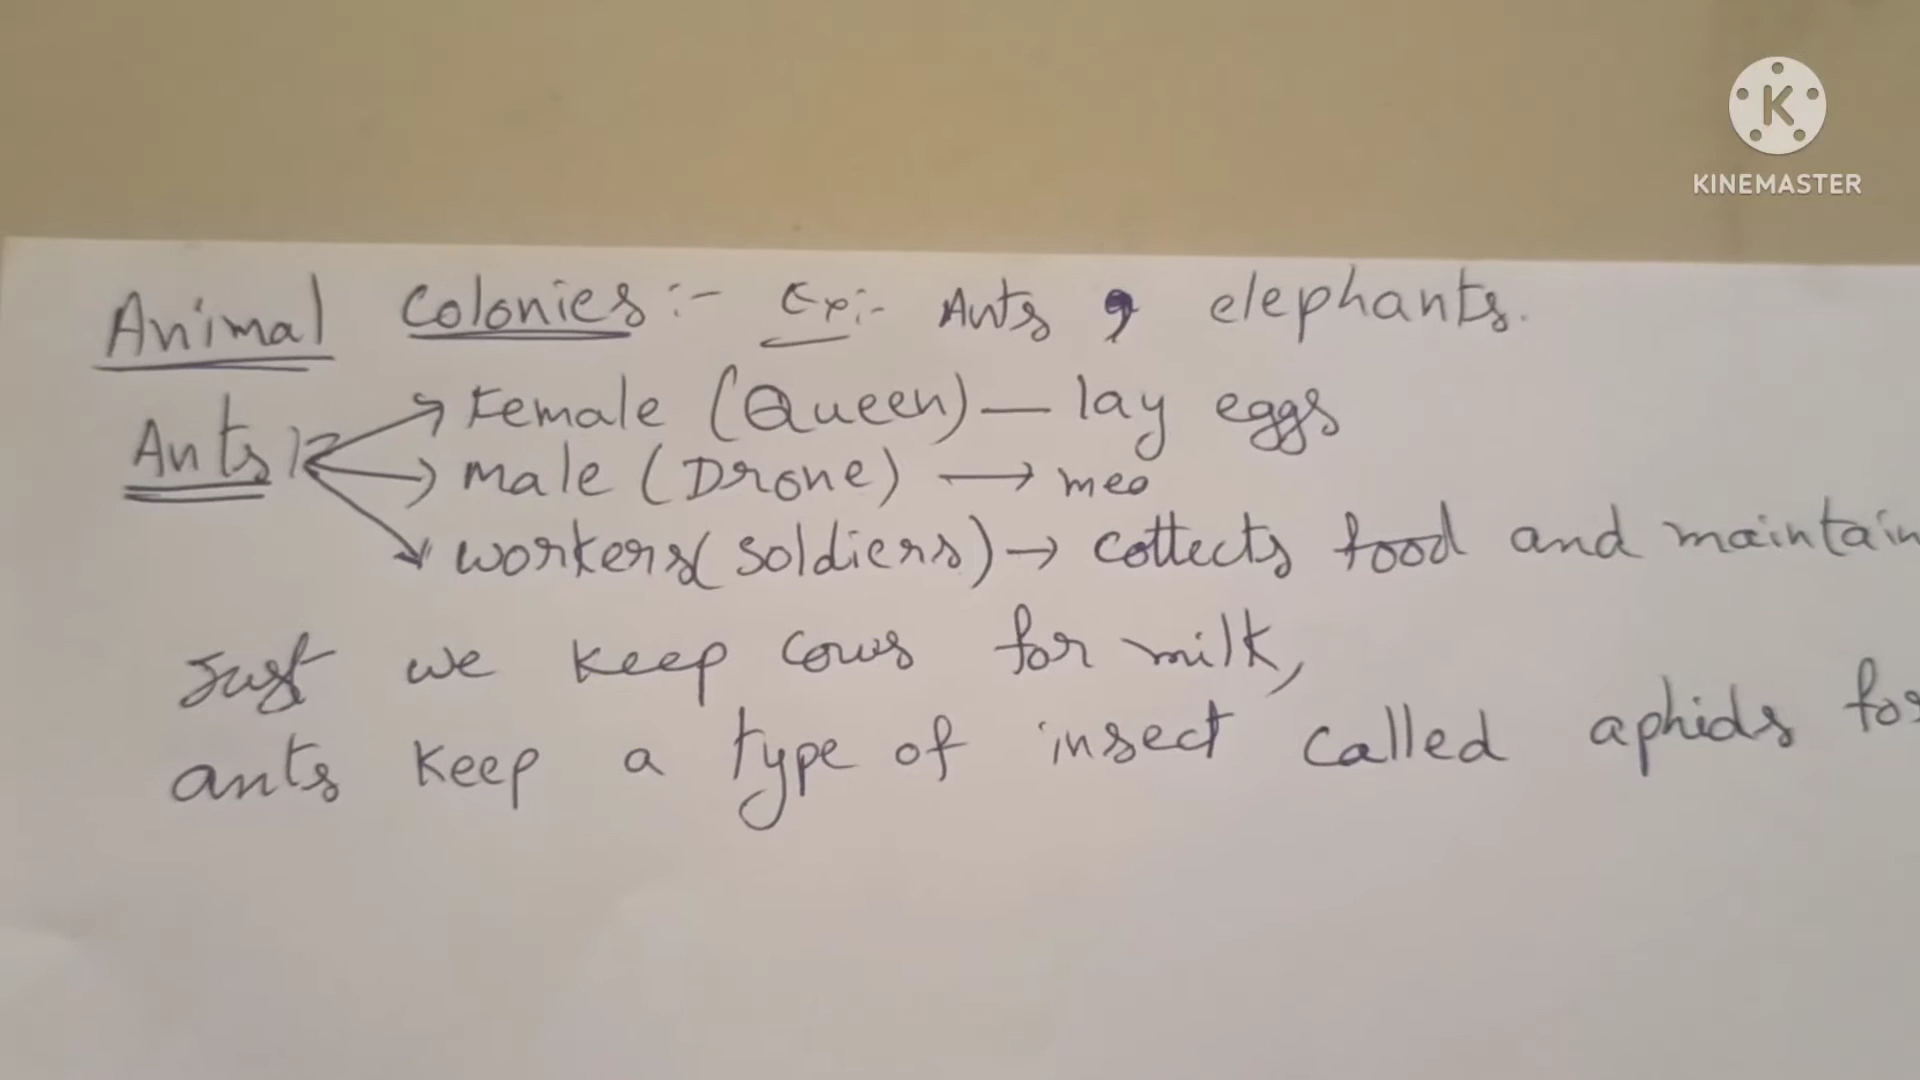 KINEMASTER
Animal Colonies:- Ex:- Ants, elephants.
Ants Female (Queen) — lay eggs
male (Drone) → meo
workers (soldiers) → collects food and maintain
Just we keep cows for milk,
ants keep a type of insect called aphids for